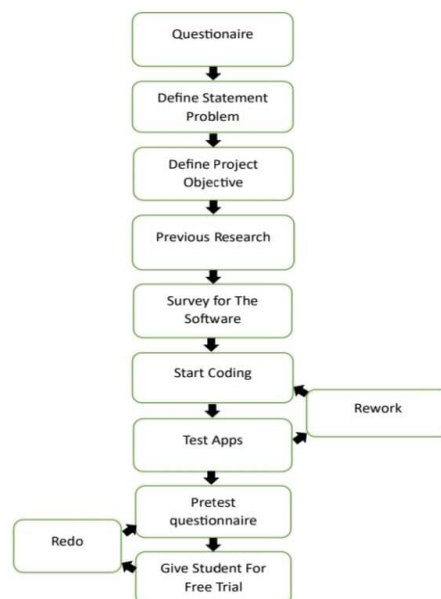 Questionaire
Define Statement
Problem
Define Project
Objective
Previous Research
Survey for The
Software
Start Coding
Rework
Test Apps
Pretest
questionnaire
Redo
Give Student For
Free Trial